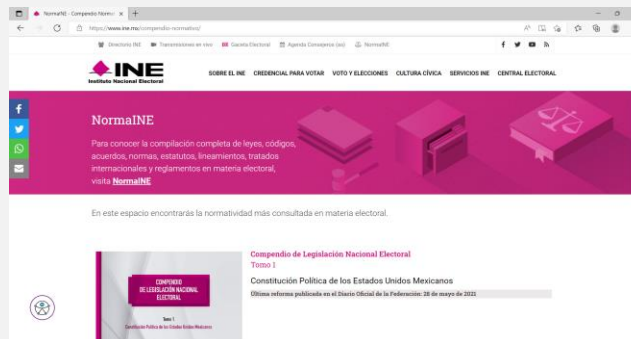 NormaINE - Compendio Norma
https://www.ine.mx/compendio-normativo/
Directorio INE Transmisiones en vivo Gaceta Electoral Agenda Consejeros (as) NormaINE
INE
Instituto Nacional Electoral
SOBRE EL INE CREDENCIAL PARA VOTAR VOTO Y ELECCIONES CULTURA CÍVICA SERVICIOS INE CENTRAL ELECTORAL
NormaINE
Para conocer la compilación completa de leyes, códigos,
acuerdos, normas, estatutos, lineamientos, tratados
internacionales y reglamentos en materia electoral,
visita NormaINE
En este espacio encontrarás la normatividad más consultada en materia electoral.
COMPENDIO
DE LEGISLACIÓN NACIONAL
ELECTORAL
Tomo 1
Constitución Política de los Estados Unidos Mexicanos
Compendio de Legislación Nacional Electoral
Tomo 1
Constitución Política de los Estados Unidos Mexicanos
Última reforma publicada en el Diario Oficial de la Federación: 28 de mayo de 2021